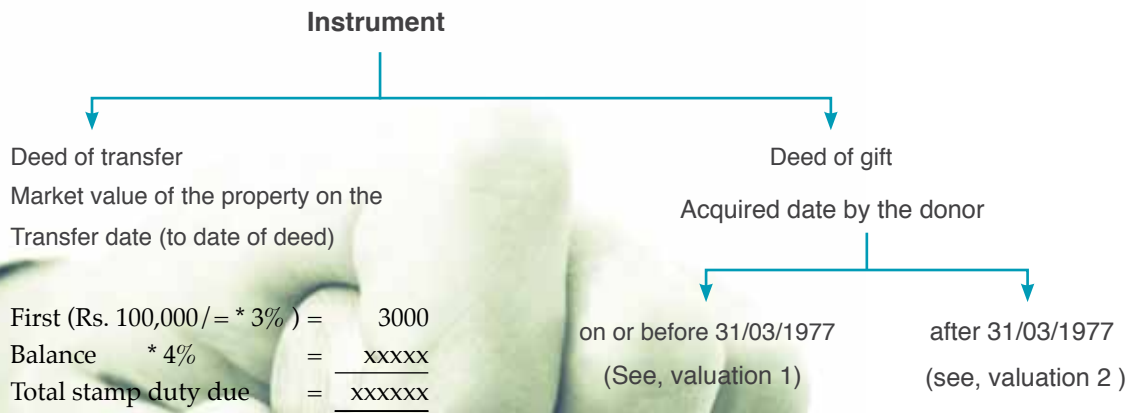 Instrument
Deed of transfer
Market value of the property on the
Transfer date (to date of deed)
First (Rs. 100,000/= * 3% ) = 3000
Balance * 4% = xxxxx
Total stamp duty due = xxxxxx
Deed of gift
Acquired date by the donor
on or before 31/03/1977
(See, valuation 1)
after 31/03/1977
(see, valuation 2 )